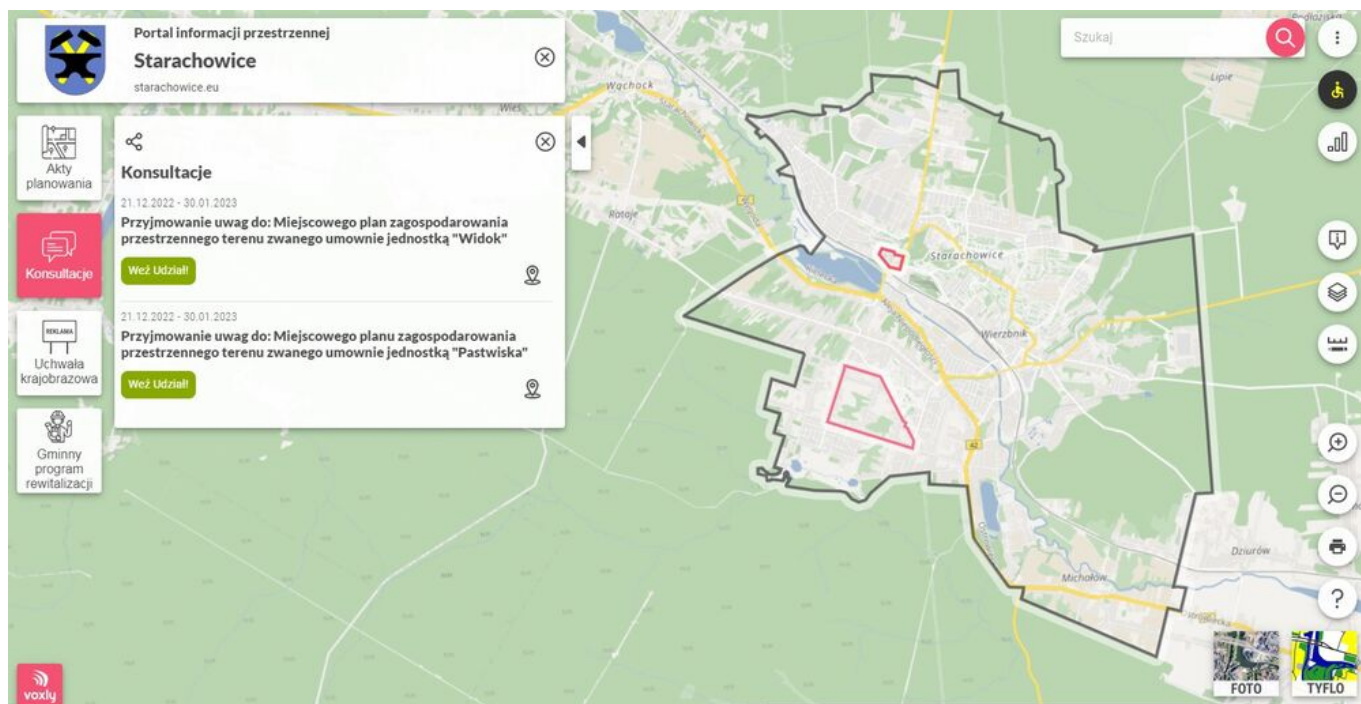 Portal informacji przestrzennej
Starachowice
starachowice.eu
Szukaj
Akty
planowania
Konsultacje
REKLAMA
Uchwała
krajobrazowa
Gminny
program
rewitalizacji
Konsultacje
21.12.2022 - 30.01.2023
Przyjmowanie uwag do: Miejscowego plan zagospodarowania
przestrzennego terenu zwanego umownie jednostką "Widok"
Weź Udział!
21.12.2022 - 30.01.2023
Przyjmowanie uwag do: Miejscowego planu zagospodarowania
przestrzennego terenu zwanego umownie jednostką "Pastwiska"
Weź Udział!
Wąchock
Lipie
Rataje
Starachowice
Wierzbnik
42
Dziurów
Michałów
FOTO
TYFLO
voxly